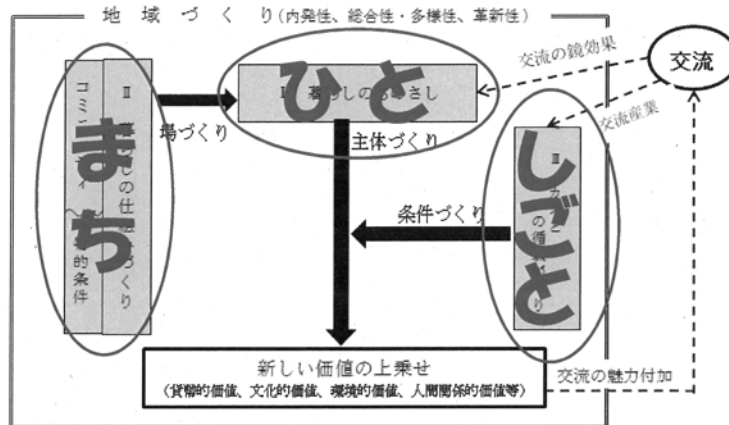 地域づくり(内発性、総合性・多様性、革新性)
交流の鏡効果
交流
ひと
場づくり
主体づくり
交流産業
まち
しごと
条件づくり
新しい価値の上乗せ
(貨幣的価値、文化的価値、環境的価値、人間関係的価値等)
交流の魅力付加